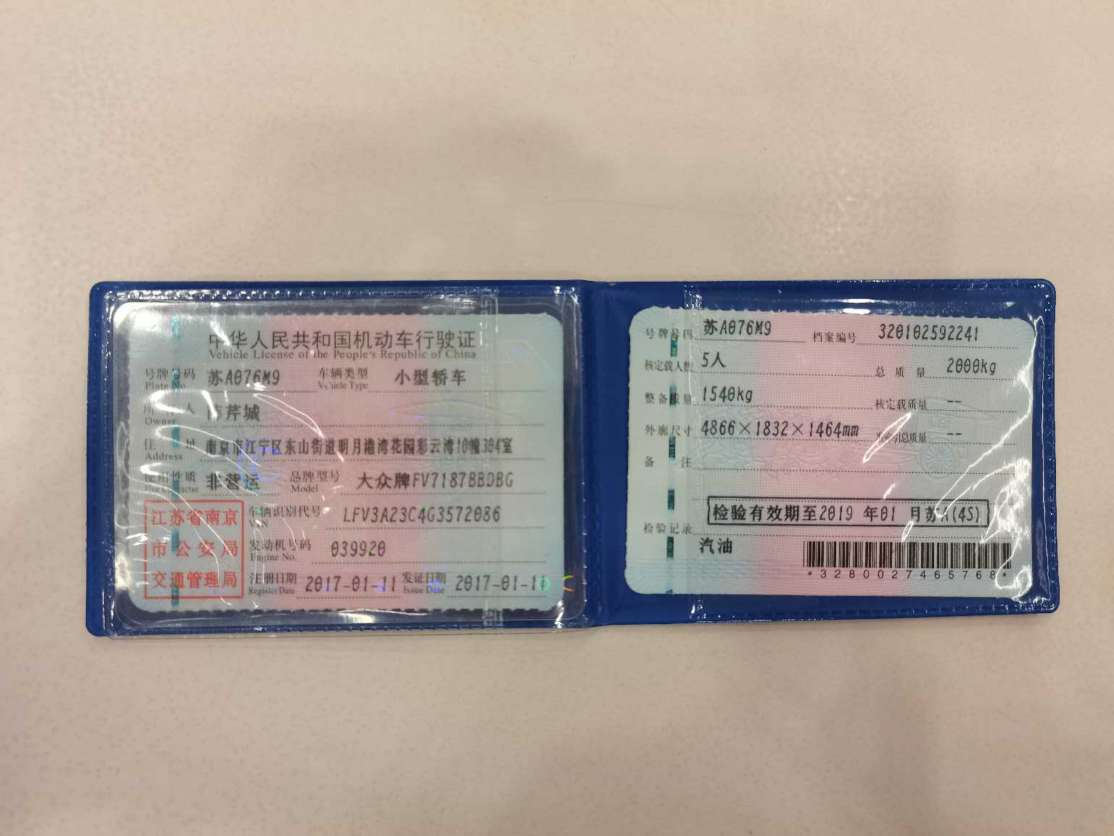 中华人民共和国机动车行驶证
Vehicle License of the People's Republic of China
号牌号码 苏A076M9 车辆类型 小型轿车
Plate No. Vehicle Type
所有人 芹城
Owner
住址 南京市江宁区东山街道明月港湾花园彩云湾10幢304室
Address
使用性质 非营运 品牌型号 大众牌FV7187BBDBG
Use Character Model
江苏省南京
市公安局
交通管理局
车辆识别代号 LFV3A23C4G3572086
VIN
发动机号码 039920
Engine No.
注册日期 2017-01-11 发证日期 2017-01-1
Register Date Issue Date
号牌号码 苏A076M9 档案编号 320102592241
核定载人数 5人 总质量 2000kg
整备质量 1540kg 核定载质量 --
外廓尺寸 4866×1832×1464mm 总质量 --
备注
检验有效期至2019 年01 月苏A(4S)
检验记录
汽油
*3280027465768*